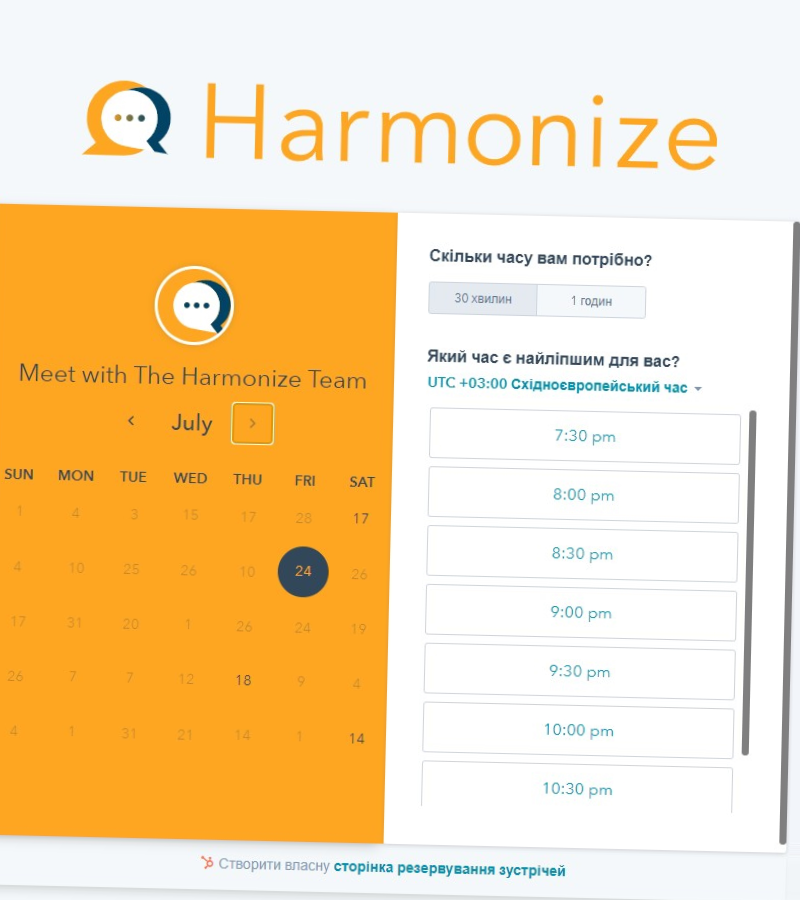 Harmonize
Meet with The Harmonize Team
July
SUN MON TUE WED THU FRI SAT
1 4 3 15 17 28 17
4 10 25 26 10 24 26
17 31 20 1 26 24 19
26 7 7 12 18 9 4
4 1 31 21 14 1 14
Скільки часу вам потрібно?
30 хвилин 1 годин
Який час є найліпшим для вас?
UTC +03:00 Східноєвропейський час
7:30 pm
8:00 pm
8:30 pm
9:00 pm
9:30 pm
10:00 pm
10:30 pm
Створити власну сторінка резервування зустрічей